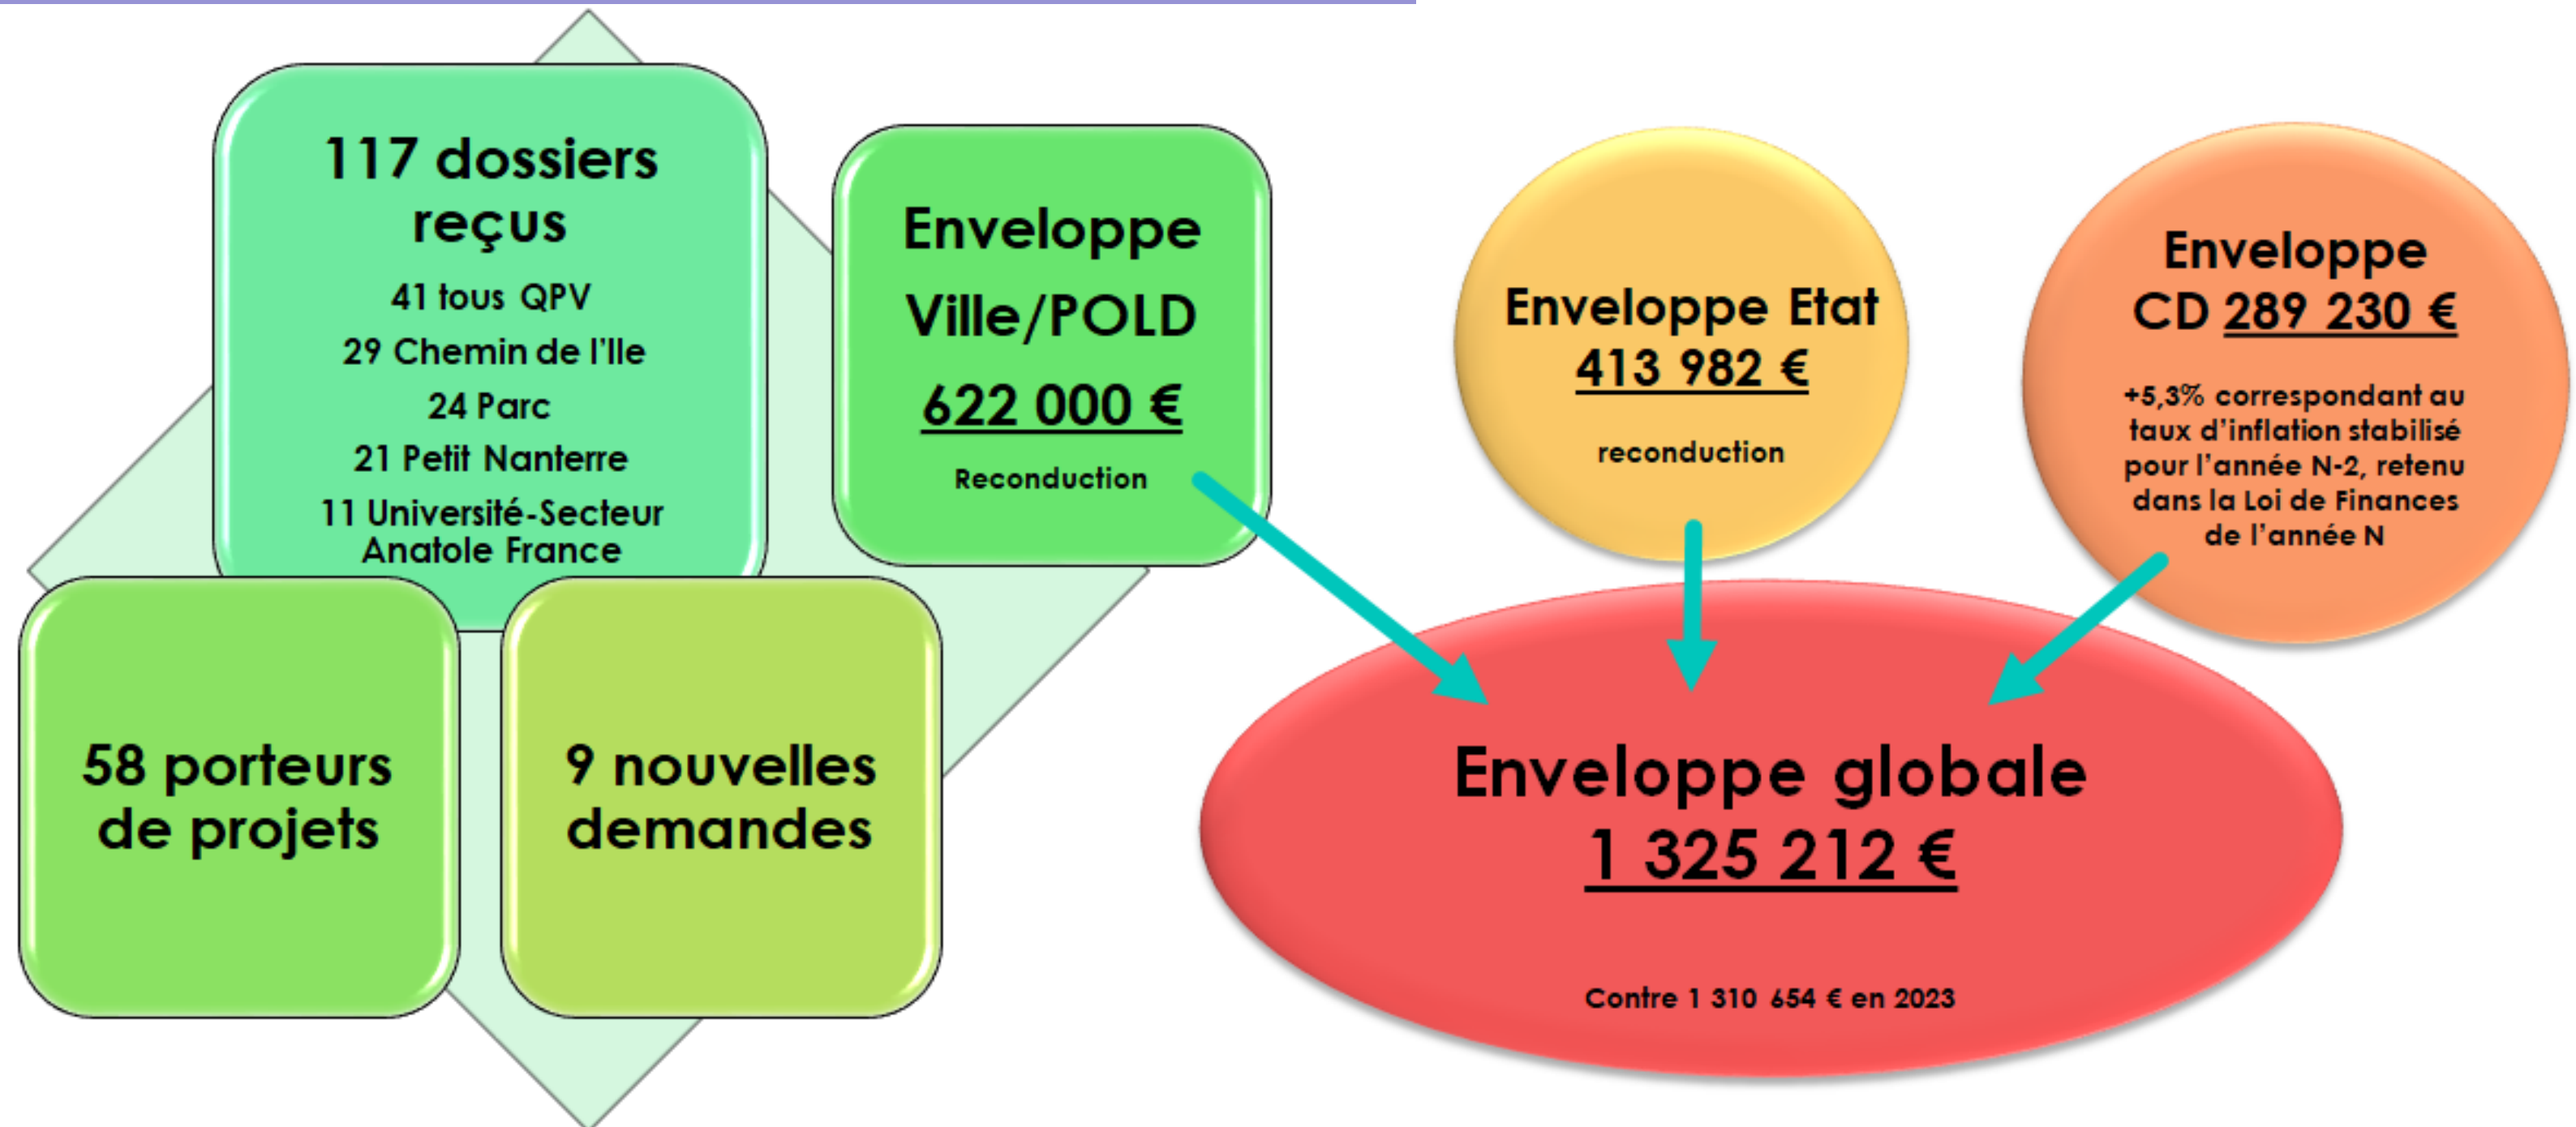 117 dossiers
reçus
41 tous QPV
29 Chemin de l'Ile
24 Parc
21 Petit Nanterre
11 Université-Secteur
Anatole France
Enveloppe
Ville/POLD
622 000 €
Reconduction
58 porteurs
de projets
9 nouvelles
demandes
Enveloppe Etat
413 982 €
reconduction
Enveloppe
CD 289 230 €
+5,3% correspondant au
taux d'inflation stabilisé
pour l'année N-2, retenu
dans la Loi de Finances
de l'année N
Enveloppe globale
1 325 212 €
Contre 1 310 654 € en 2023